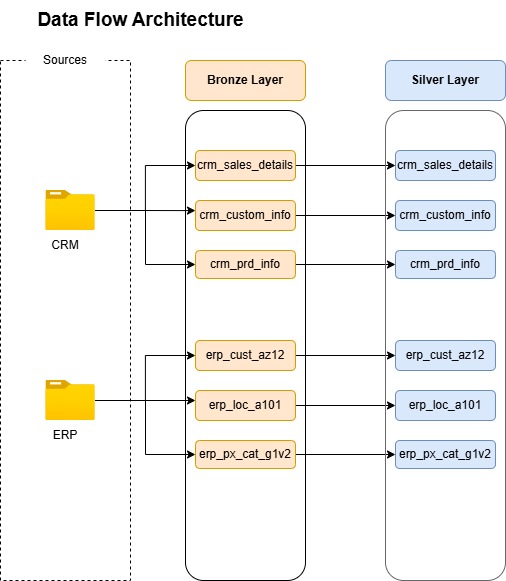 Data Flow Architecture
Sources
Bronze Layer
Silver Layer
crm_sales_details
crm_sales_details
crm_custom_info
crm_custom_info
CRM
crm_prd_info
crm_prd_info
erp_cust_az12
erp_cust_az12
erp_loc_a101
erp_loc_a101
ERP
erp_px_cat_g1v2
erp_px_cat_g1v2